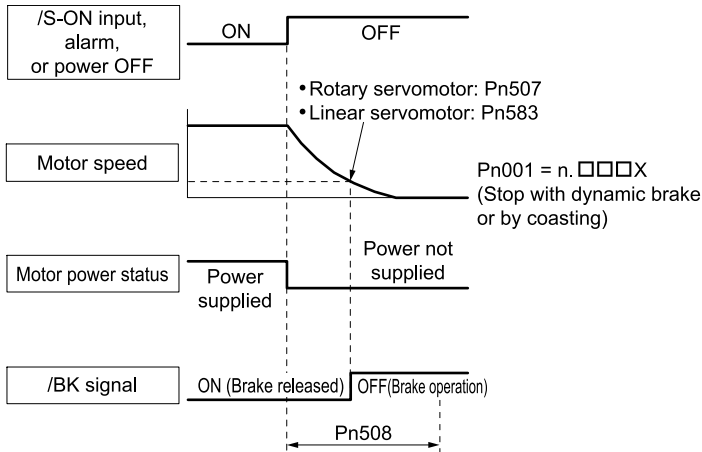 /S-ON input,
alarm,
or power OFF
ON
OFF
• Rotary servomotor: Pn507
• Linear servomotor: Pn583
Motor speed
Pn001 = n. □□□X
(Stop with dynamic brake
or by coasting)
Motor power status
Power
supplied
Power not
supplied
/BK signal
ON (Brake released)
OFF(Brake operation)
Pn508